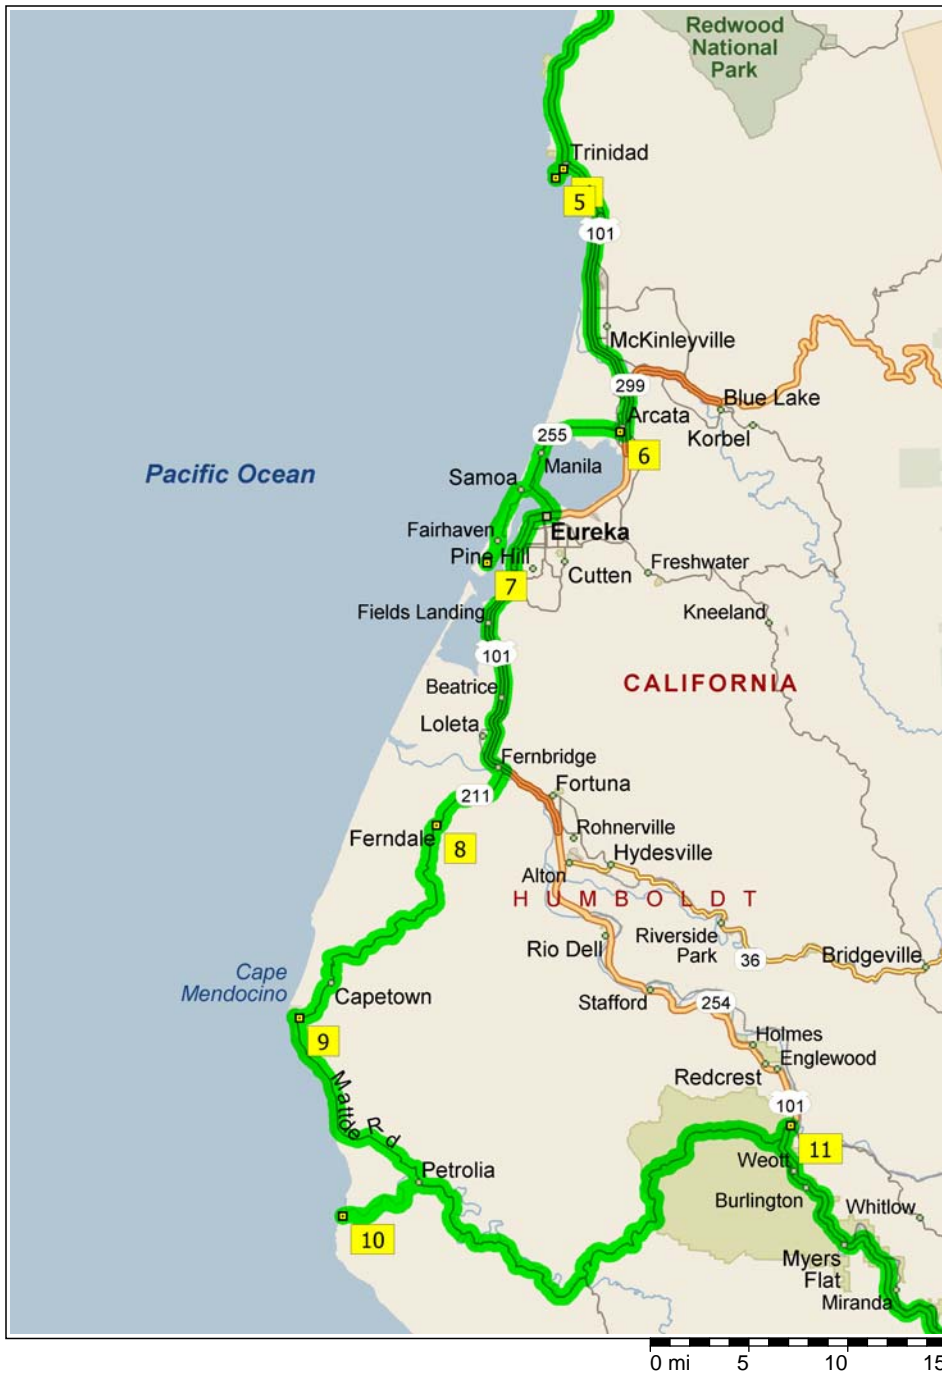 Redwood
National
Park
Trinidad
5
101
McKinleyville
299
Blue Lake
Arcata
Korbel
255
6
Manila
Pacific Ocean
Samoa
Fairhaven
Eureka
Pine Hill
Freshwater
Cutten
7
Fields Landing
Kneeland
101
CALIFORNIA
Beatrice
Loleta
Fernbridge
Fortuna
211
Rohnerville
Ferndale
8
Hydesville
Alton
HUMBOLDT
Riverside
Park
Rio Dell
36
Bridgeville
Cape
Mendocino
Capetown
Stafford
254
9
Holmes
Englewood
Redcrest
Mattole Rd
101
11
Weott
Petrolia
Burlington
Whitlow
10
Myers
Flat
Miranda
0 mi 5 10 15